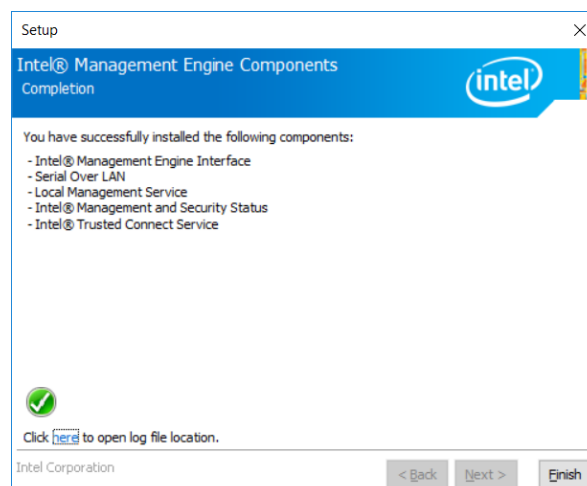 Setup
Intel® Management Engine Components
Completion
intel
You have successfully installed the following components:
- Intel® Management Engine Interface
- Serial Over LAN
- Local Management Service
- Intel® Management and Security Status
- Intel® Trusted Connect Service
Click here to open log file location.
Intel Corporation
< Back Next > Finish